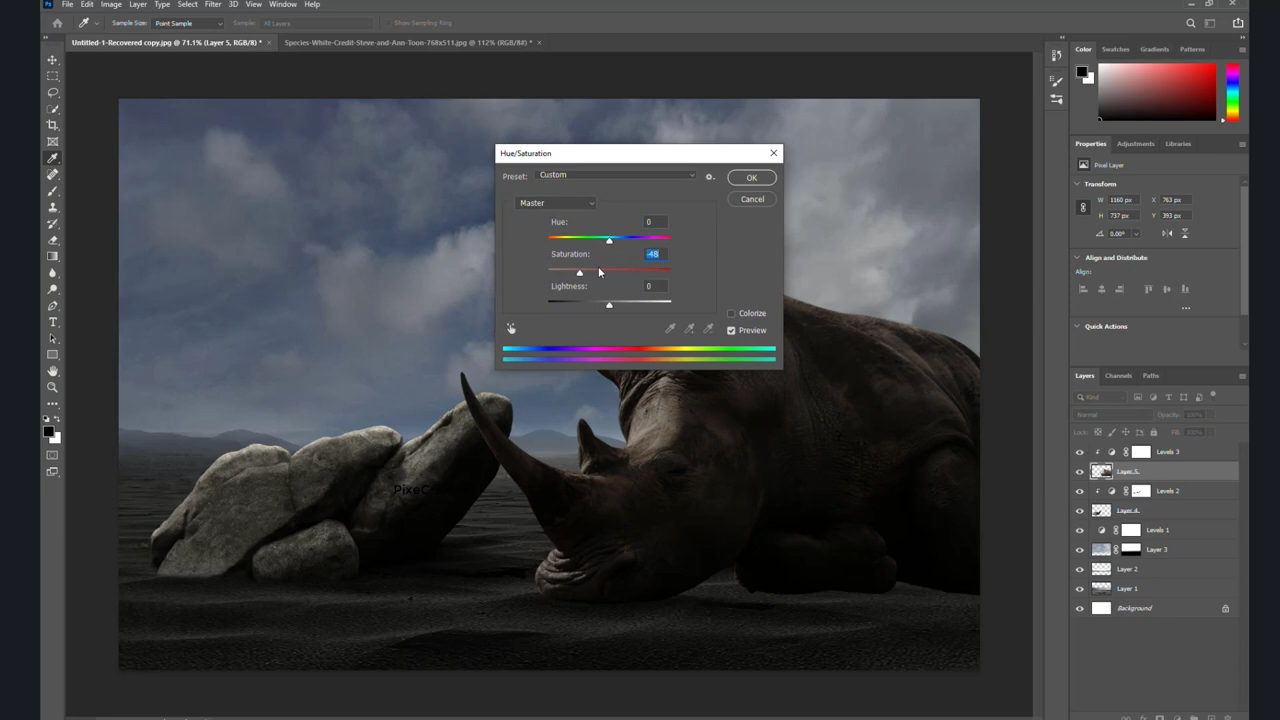 Ps File Edit Image Layer Type Select Filter 3D View Window Help
Sample Size: Point Sample Sample: All Layers Show Sampling Ring
Untitled-1-Recovered copy.jpg @ 71.1% (Layer 5, RGB/8) * × Species-White-Credit-Steve-and-Ann-Toon-768x511.jpg @ 112% (RGB/8#) * ×
Color Swatches Gradients Patterns
Hue/Saturation
Preset: Custom OK
Master Cancel
Hue: 0
Saturation: -48
Lightness: 0
Colorize
Preview
Properties Adjustments Libraries
Pixel Layer
Transform
W 1160 px X 763 px
H 737 px Y 393 px
0.00°
Align and Distribute
Align:
...
Quick Actions
Layers Channels Paths
Kind
Normal Opacity: 100%
Lock: Fill: 100%
Levels 3
Layer 5
Levels 2
Layer 4
Levels 1
Layer 3
Layer 2
Layer 1
Background